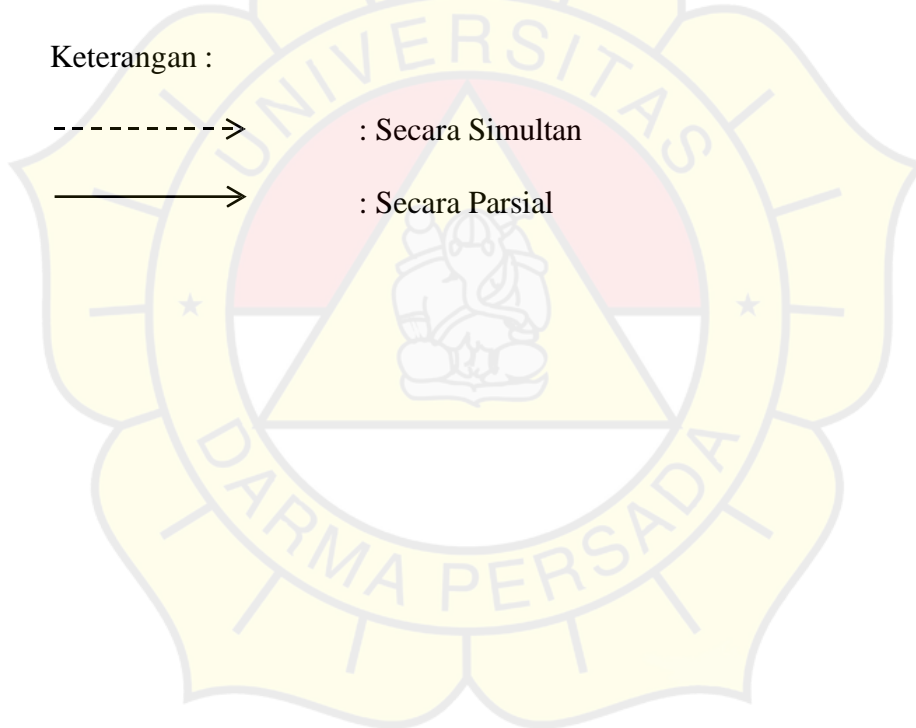 Keterangan :
: Secara Simultan
: Secara Parsial
UNIVERSITAS
DARMA PERSADA